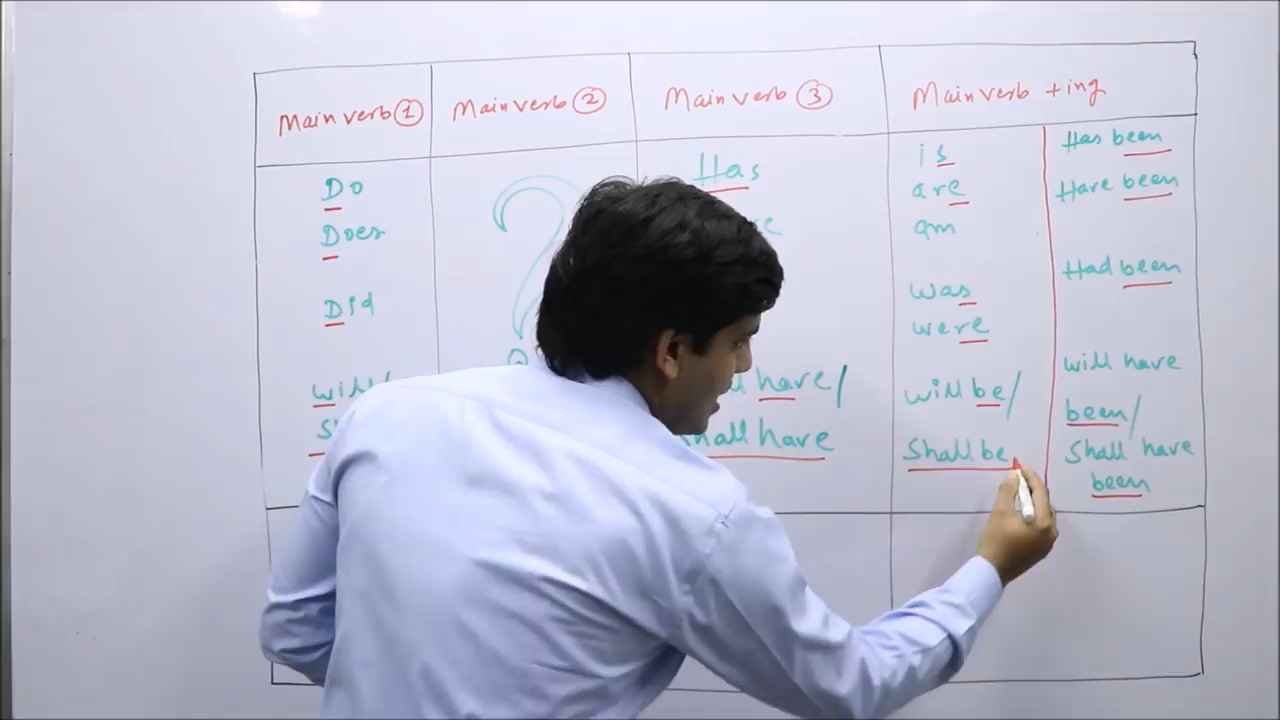 Main verb ① Main verb ② Main verb ③ Main verb + ing
Do
Does
Did
will/
?
Has
have/
shall have
is
are
am
was
were
will be/
Shall be
Has been
Have been
Had been
will have
been/
Shall have
been